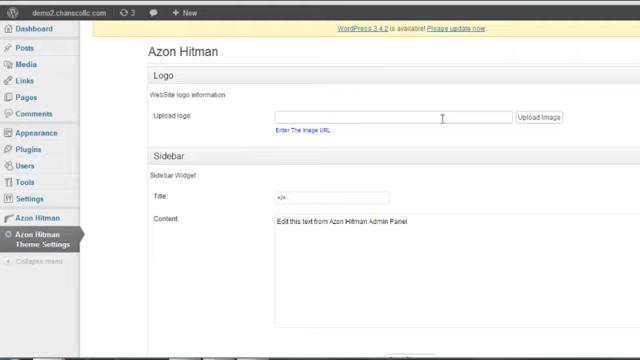 demo2.chanscollc.com 3 + New
WordPress 3.4.2 is available! Please update now.
Dashboard
Posts
Media
Links
Pages
Comments
Appearance
Plugins
Users
Tools
Settings
Azon Hitman
Azon Hitman
Theme Settings
Collapse menu
Azon Hitman
Logo
WebSite logo information
Upload logo:
Upload Image
Enter The Image URL .
Sidebar
Sidebar Widget
Title:
</>
Content:
Edit this text from Azon Hitman Admin Panel